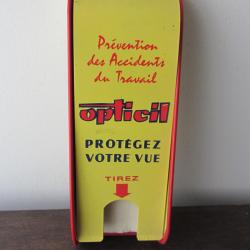 Prévention
des Accidents
du Travail
opticil
PROTÉGEZ
VOTRE VUE
TIREZ